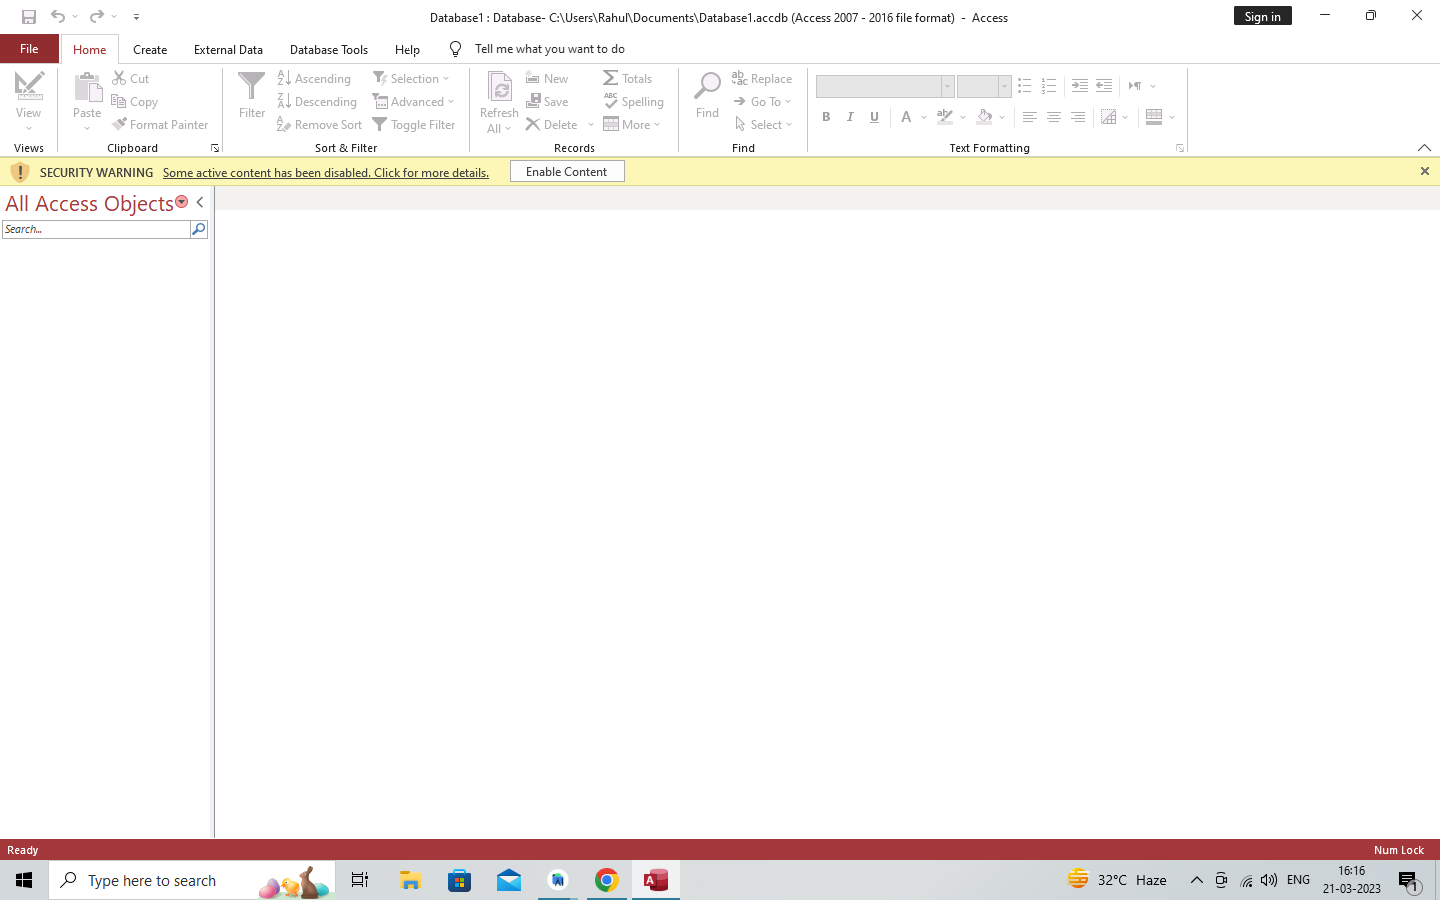 Database1 : Database- C:\Users\Rahul\Documents\Database1.accdb (Access 2007 - 2016 file format) - Access
Sign in
File Home Create External Data Database Tools Help Tell me what you want to do
View
Views
Paste
Cut
Copy
Format Painter
Clipboard
Filter
Ascending
Descending
Remove Sort
Selection
Advanced
Toggle Filter
Sort & Filter
Refresh
All
New
Save
Delete
Totals
Spelling
More
Records
Find
Replace
Go To
Select
Find
B I U A
Text Formatting
SECURITY WARNING Some active content has been disabled. Click for more details. Enable Content
All Access Objects
Search...
Ready Num Lock
Type here to search
32°C Haze
ENG
16:16
21-03-2023
1